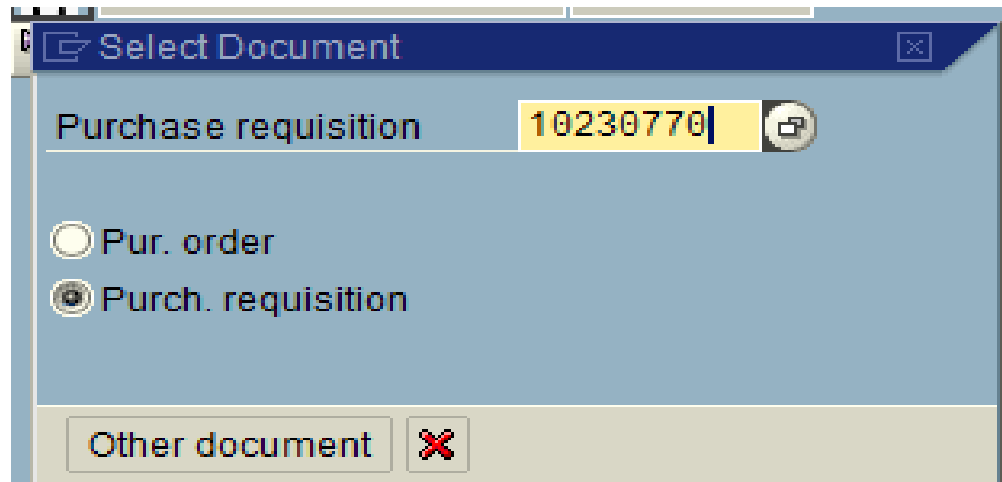 Select Document
Purchase requisition 10230770
Pur. order
Purch. requisition
Other document